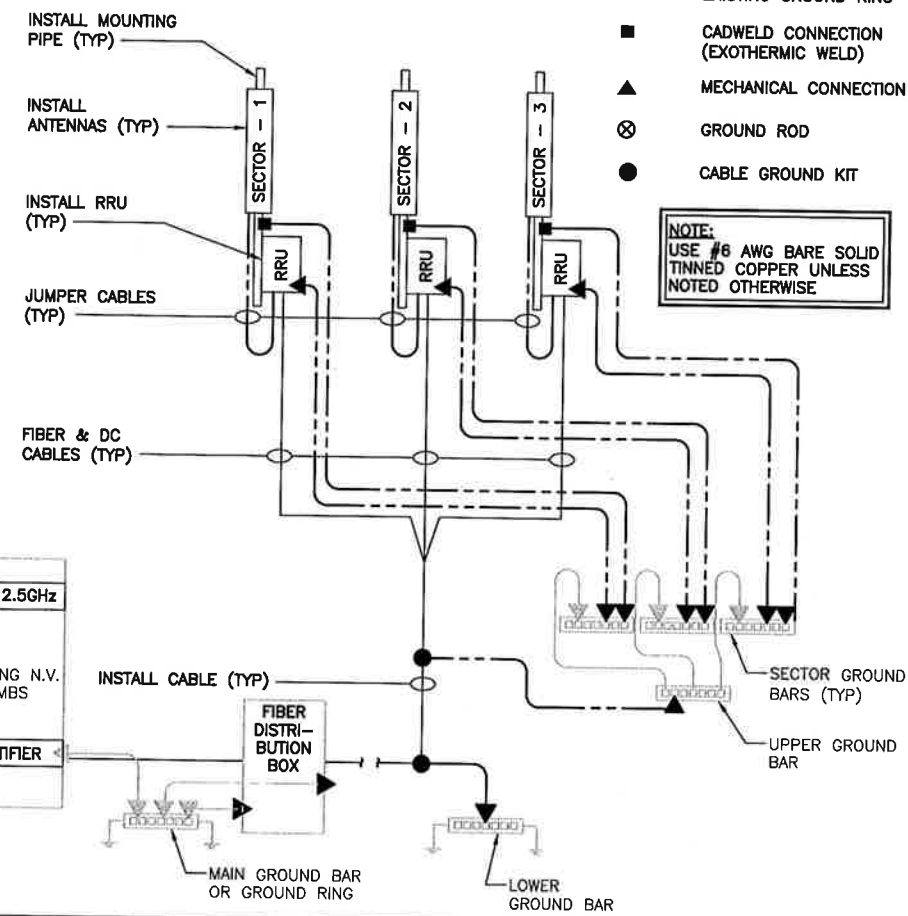 INSTALL MOUNTING
PIPE (TYP)
INSTALL
ANTENNAS (TYP)
INSTALL RRU
(TYP)
JUMPER CABLES
(TYP)
FIBER & DC
CABLES (TYP)
SECTOR - 1
SECTOR - 2
SECTOR - 3
RRU
RRU
RRU
EXISTING GROUND RING
CADWELD CONNECTION
(EXOTHERMIC WELD)
MECHANICAL CONNECTION
GROUND ROD
CABLE GROUND KIT
NOTE:
USE #6 AWG BARE SOLID
TINNED COPPER UNLESS
NOTED OTHERWISE
2.5GHz
NG N.V.
MBS
TIFIER
INSTALL CABLE (TYP)
FIBER
DISTRI-
BUTION
BOX
SECTOR GROUND
BARS (TYP)
UPPER GROUND
BAR
MAIN GROUND BAR
OR GROUND RING
LOWER
GROUND BAR